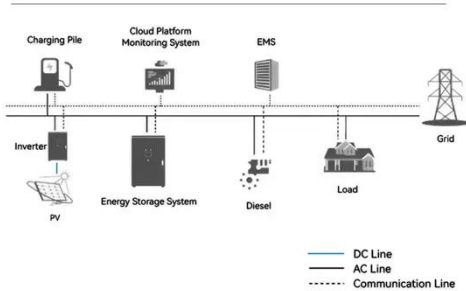 Charging Pile
Cloud Platform
Monitoring System
EMS
Grid
Inverter
PV
Energy Storage System
Diesel
Load
DC Line
AC Line
Communication Line